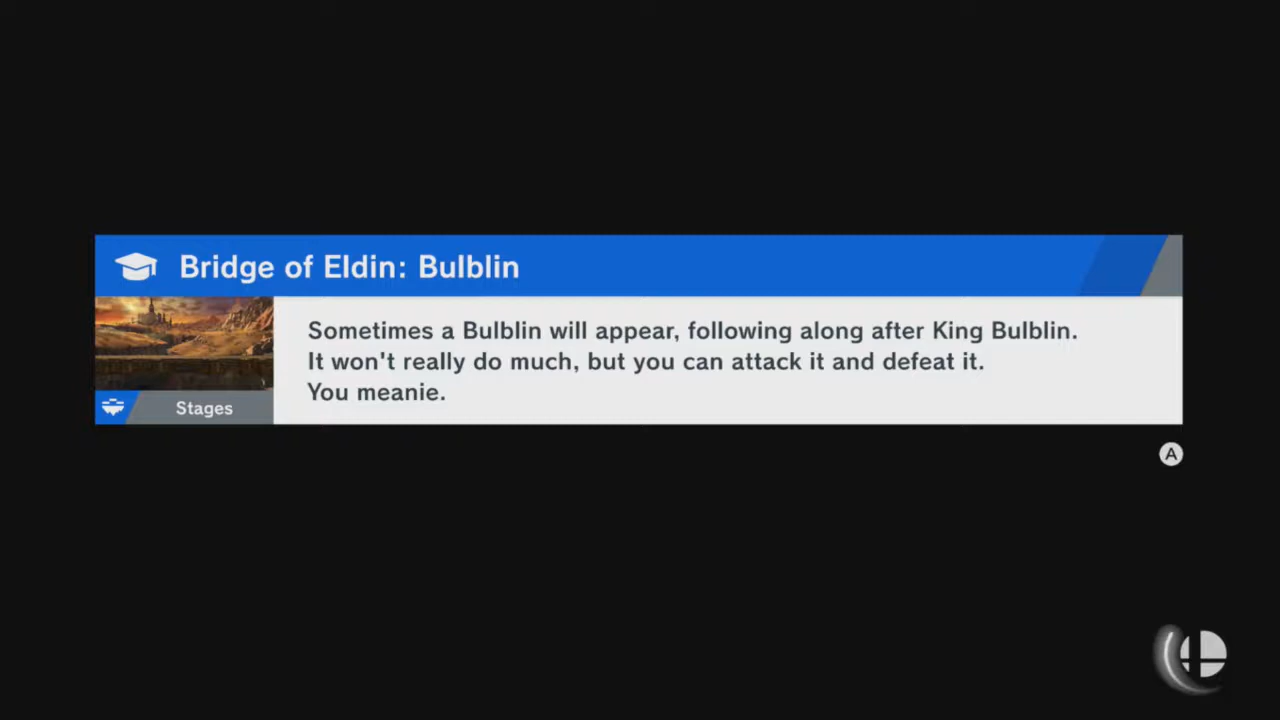 Bridge of Eldin: Bulblin
Sometimes a Bulblin will appear, following along after King Bulblin.
It won't really do much, but you can attack it and defeat it.
You meanie.
Stages
A